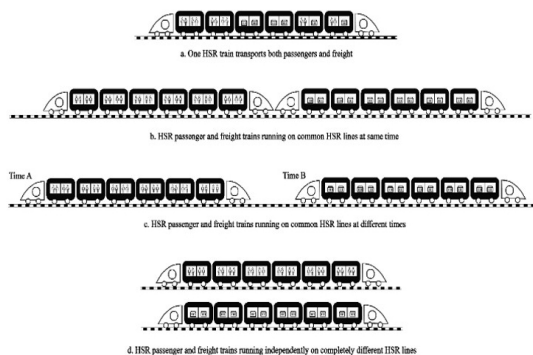 a. One HSR train transports both passengers and freight
b. HSR passenger and freight trains running on common HSR lines at same time
Time A Time B
c. HSR passenger and freight trains running on common HSR lines at different times
d. HSR passenger and freight trains running independently on completely different HSR lines